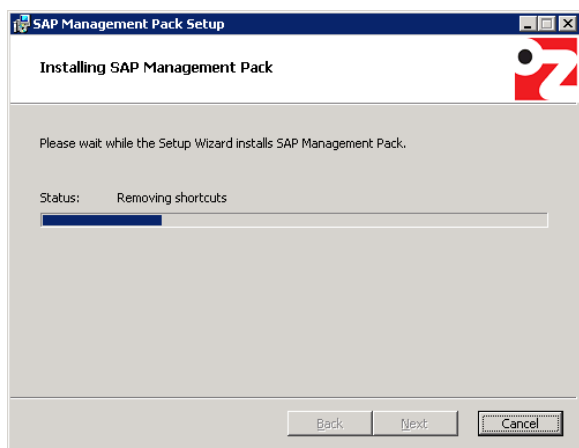 SAP Management Pack Setup
Installing SAP Management Pack
Please wait while the Setup Wizard installs SAP Management Pack.
Status: Removing shortcuts
Back Next Cancel